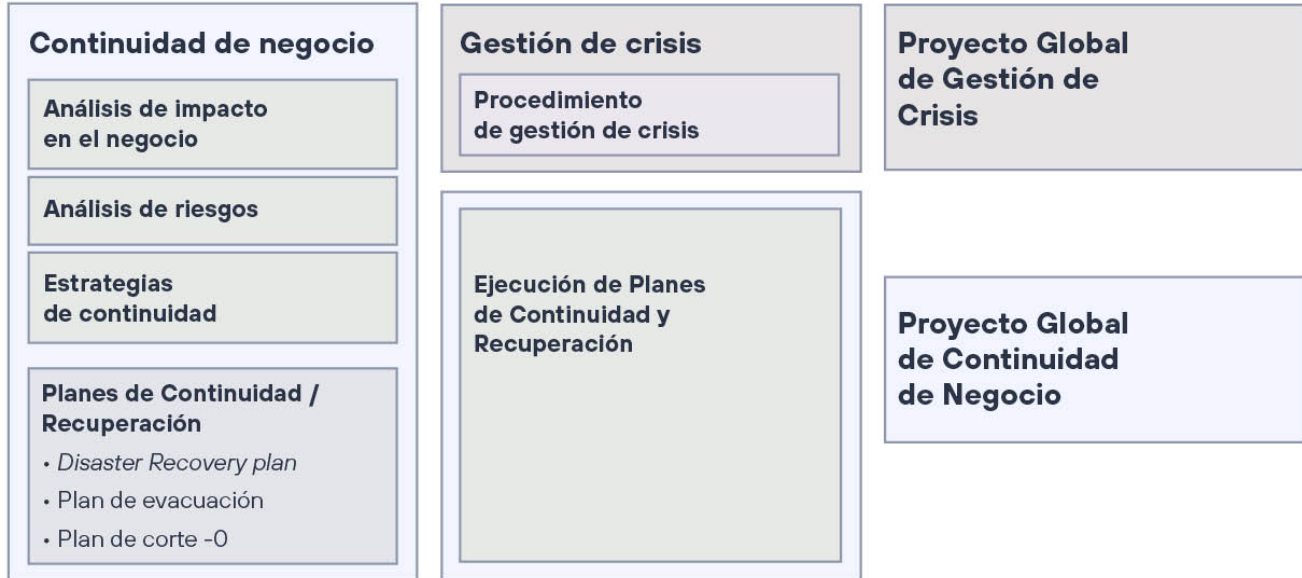 Continuidad de negocio
Análisis de impacto
en el negocio
Análisis de riesgos
Estrategias
de continuidad
Planes de Continuidad /
Recuperación
• Disaster Recovery plan
• Plan de evacuación
• Plan de corte -0
Gestión de crisis
Procedimiento
de gestión de crisis
Ejecución de Planes
de Continuidad y
Recuperación
Proyecto Global
de Gestión de
Crisis
Proyecto Global
de Continuidad
de Negocio